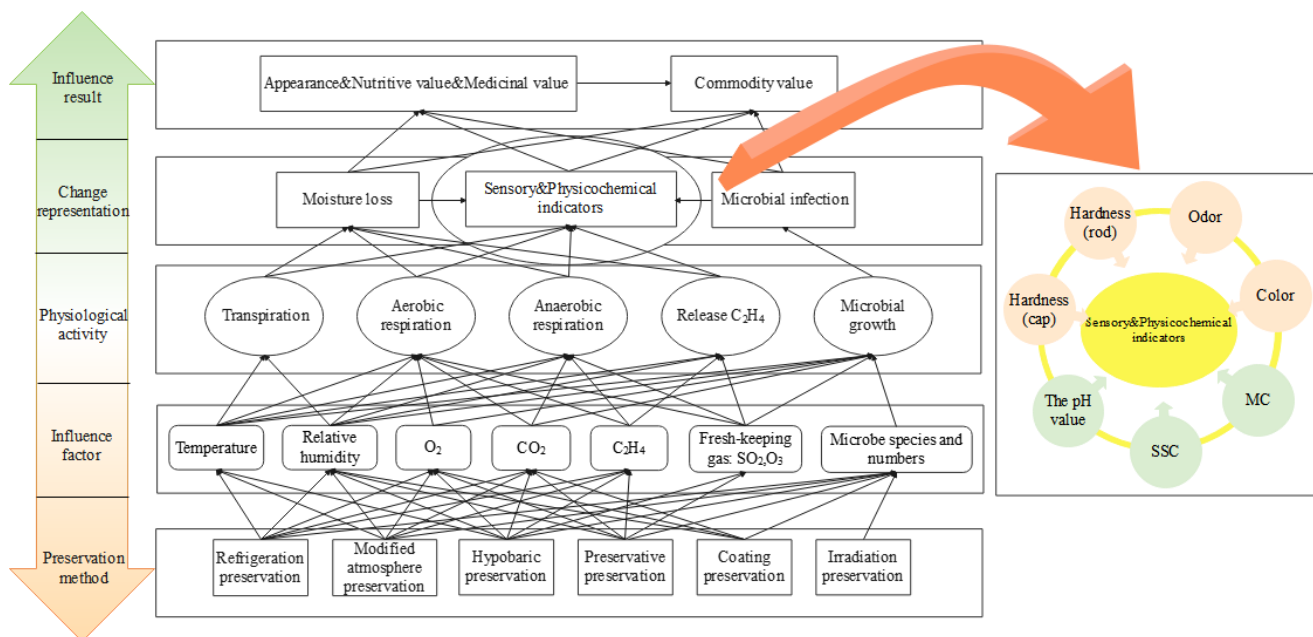 Influence
result
Appearance&Nutritive value&Medicinal value
Commodity value
Change
representation
Moisture loss
Sensory&Physicochemical
indicators
Microbial infection
Physiological
activity
Transpiration
Aerobic
respiration
Anaerobic
respiration
Release C₂H₄
Microbial
growth
Influence
factor
Temperature
Relative
humidity
O₂
CO₂
C₂H₄
Fresh-keeping
gas: SO₂,O₃
Microbe species and
numbers
Preservation
method
Refrigeration
preservation
Modified
atmosphere
preservation
Hypobaric
preservation
Preservative
preservation
Coating
preservation
Irradiation
preservation
Hardness
(rod)
Odor
Hardness
(cap)
Color
Sensory&Physicochemical
indicators
The pH
value
MC
SSC